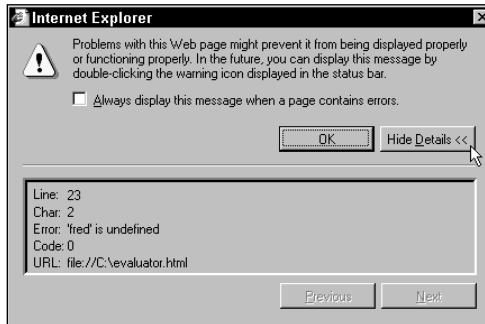 Internet Explorer
Problems with this Web page might prevent it from being displayed properly
or functioning properly. In the future, you can display this message by
double-clicking the warning icon displayed in the status bar.
Always display this message when a page contains errors.
OK
Hide Details <<
Line: 23
Char: 2
Error: 'fred' is undefined
Code: 0
URL: file://C:\evaluator.html
Previous
Next